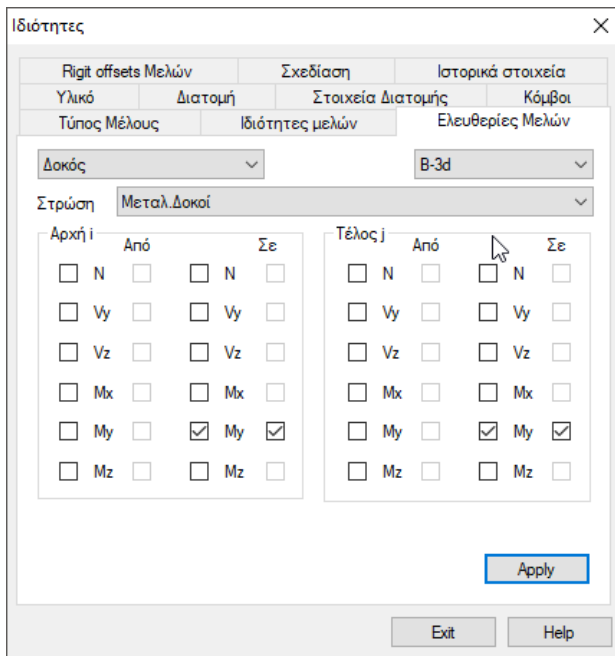 Ιδιότητες
Rigit offsets Μελών Σχεδίαση Ιστορικά στοιχεία
Υλικό Διατομή Στοιχεία Διατομής Κόμβοι
Τύπος Μέλους Ιδιότητες μελών Ελευθερίες Μελών
Δοκός B-3d
Στρώση Μεταλ.Δοκοί
Αρχή i Από Σε Τέλος j Από Σε
N N N N
Vy Vy Vy Vy
Vz Vz Vz Vz
Mx Mx Mx Mx
My My My My
Mz Mz Mz Mz
Apply
Exit Help